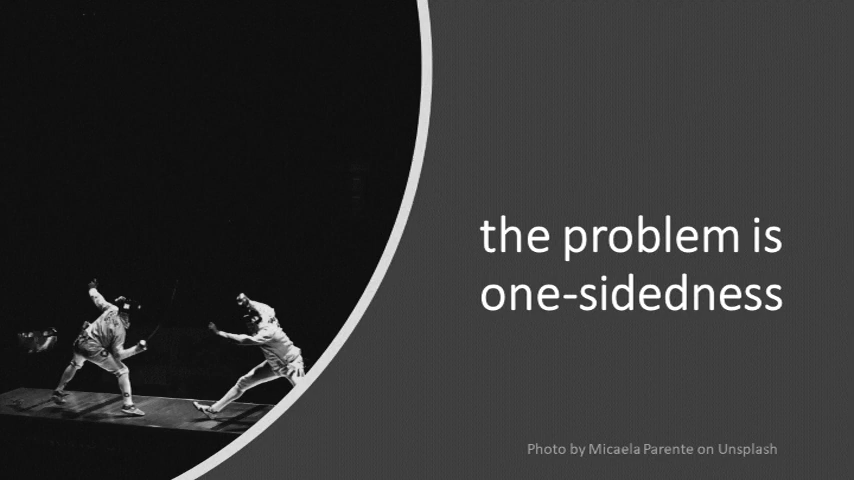 the problem is
one-sidedness
Photo by Micaela Parente on Unsplash